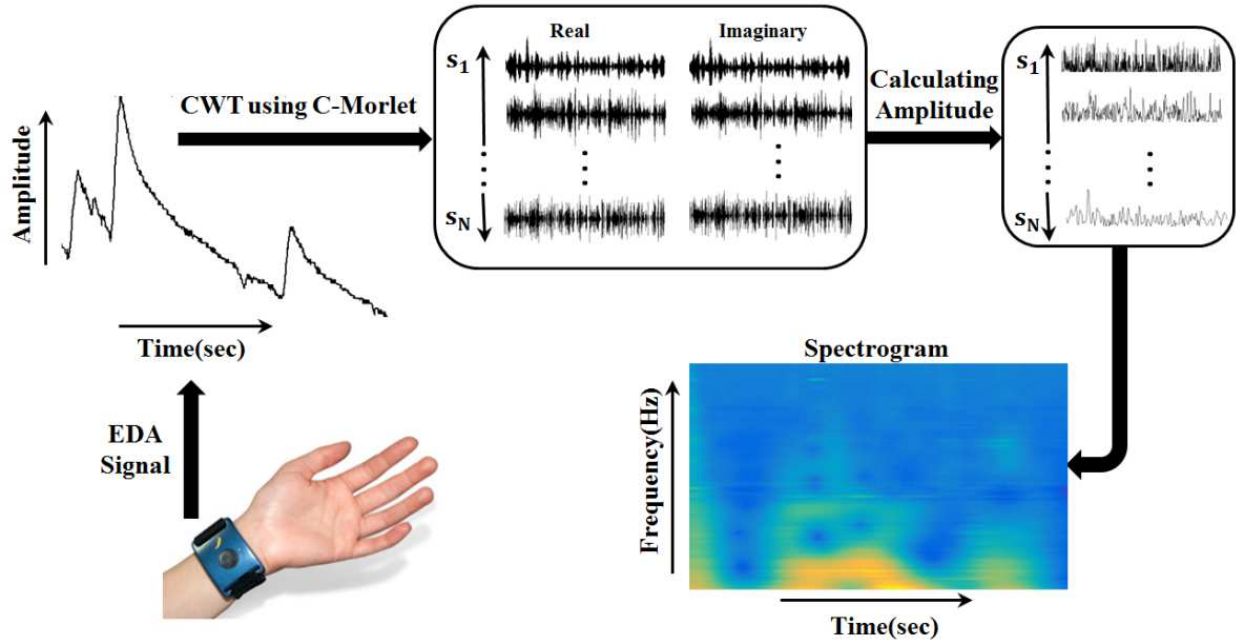 Real
Imaginary
s1
sN
CWT using C-Morlet
Calculating
Amplitude
s1
sN
Amplitude
Time(sec)
EDA
Signal
Spectrogram
Frequency(Hz)
Time(sec)